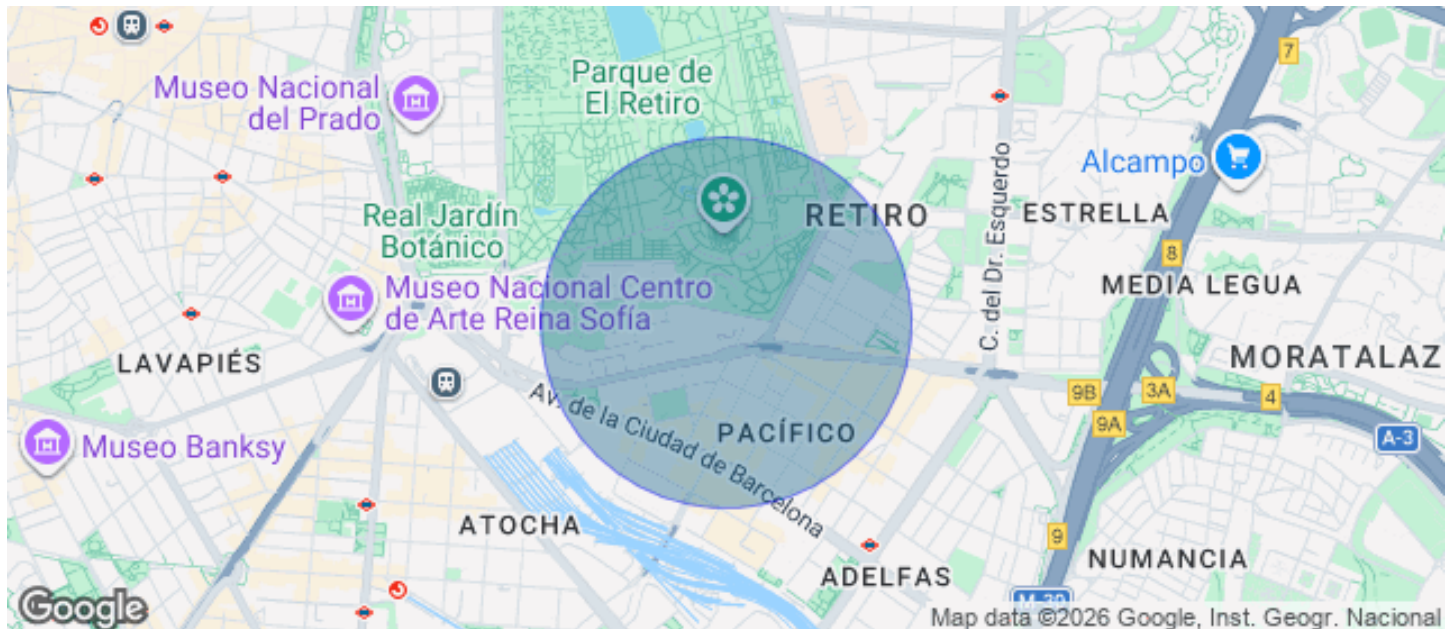 Museo Nacional
del Prado
Parque de
El Retiro
7
Alcampo
Real Jardín
Botánico
RETIRO
ESTRELLA
C. del Dr. Esquerdo
8
Museo Nacional Centro
de Arte Reina Sofía
MEDIA LEGUA
LAVAPIÉS
MORATALAZ
9B
3A
4
9A
A-3
Av. de la Ciudad de Barcelona
PACÍFICO
Museo Banksy
ATOCHA
9
NUMANCIA
ADELFAS
M-30
Google
Map data ©2026 Google, Inst. Geogr. Nacional